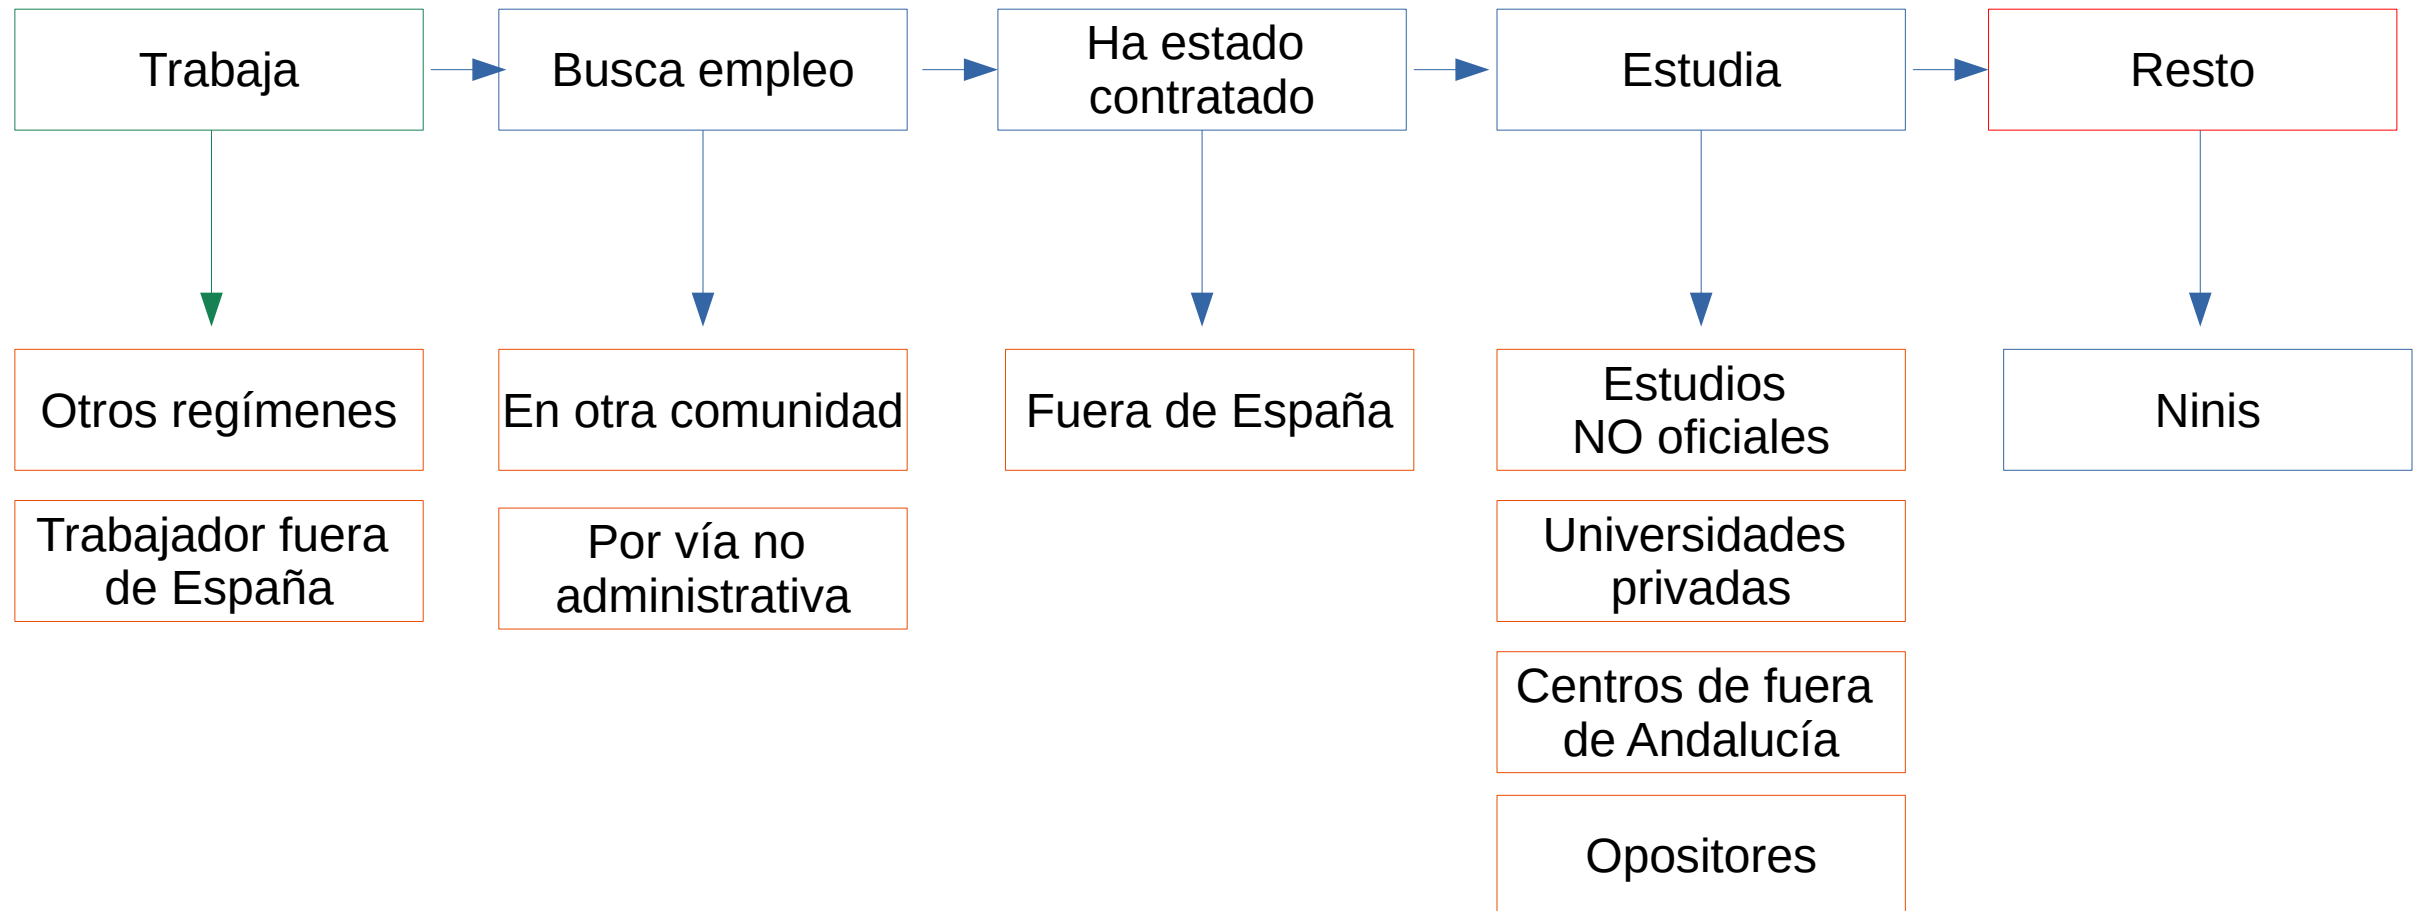 Trabaja
Busca empleo
Ha estado
contratado
Estudia
Resto
Otros regímenes
En otra comunidad
Fuera de España
Estudios
NO oficiales
Ninis
Trabajador fuera
de España
Por vía no
administrativa
Universidades
privadas
Centros de fuera
de Andalucía
Opositores